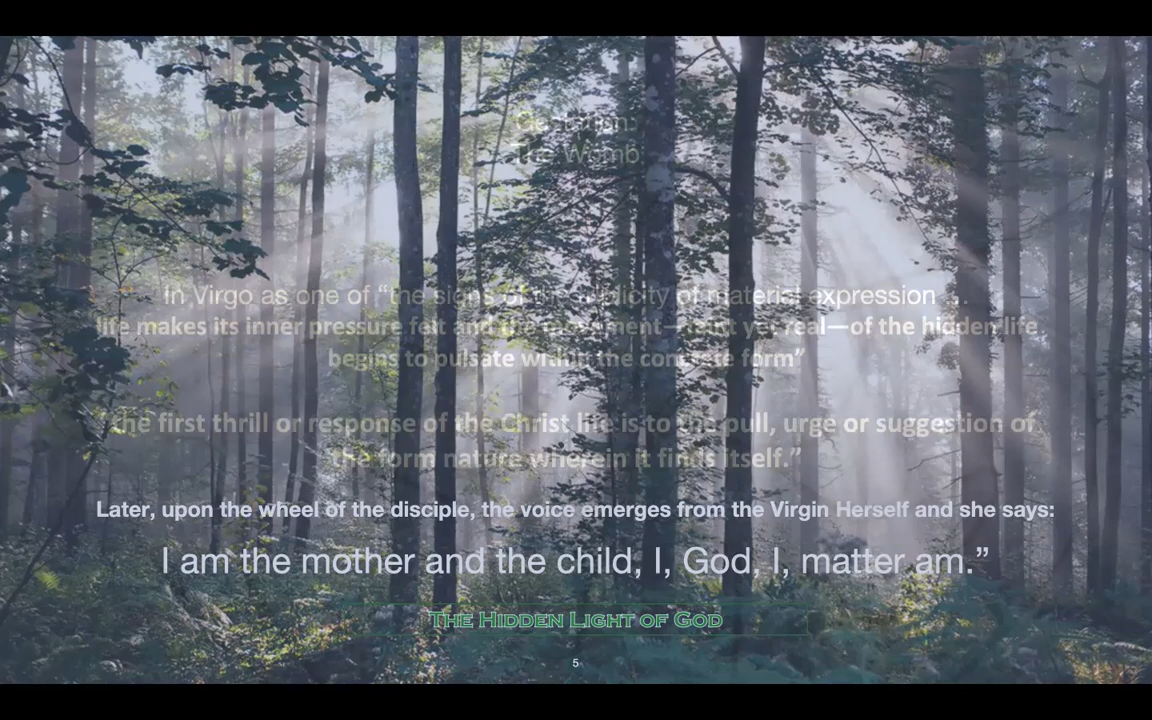 The Womb
In Virgo as one of “the signs of the triplicity of material expression …
life makes its inner pressure felt and the movement—faint yet real—of the hidden life
begins to pulsate within the concrete form”
The first thrill or response of the Christ life is to the pull, urge or suggestion of
the form nature wherein it finds itself.”
Later, upon the wheel of the disciple, the voice emerges from the Virgin Herself and she says:
I am the mother and the child, I, God, I, matter am.”
The Hidden Light of God
5